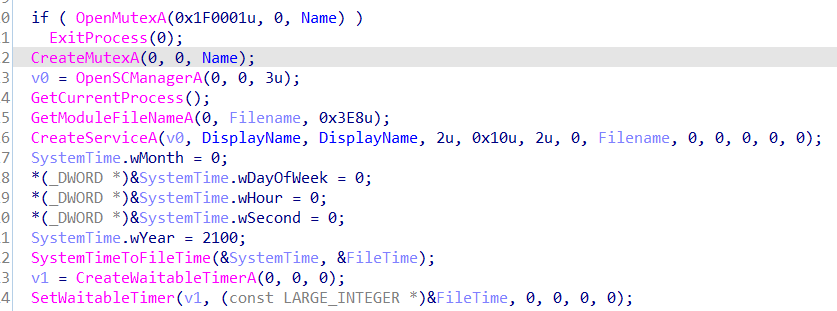 0 if ( OpenMutexA(0x1F0001u, 0, Name) )
1 ExitProcess(0);
2 CreateMutexA(0, 0, Name);
3 v0 = OpenSCManagerA(0, 0, 3u);
4 GetCurrentProcess();
5 GetModuleFileNameA(0, Filename, 0x3E8u);
6 CreateServiceA(v0, DisplayName, DisplayName, 2u, 0x10u, 2u, 0, Filename, 0, 0, 0, 0, 0);
7 SystemTime.wMonth = 0;
8 *(_DWORD *)&SystemTime.wDayOfWeek = 0;
9 *(_DWORD *)&SystemTime.wHour = 0;
0 *(_DWORD *)&SystemTime.wSecond = 0;
1 SystemTime.wYear = 2100;
2 SystemTimeToFileTime(&SystemTime, &FileTime);
3 v1 = CreateWaitableTimerA(0, 0, 0);
4 SetWaitableTimer(v1, (const LARGE_INTEGER *)&FileTime, 0, 0, 0, 0);